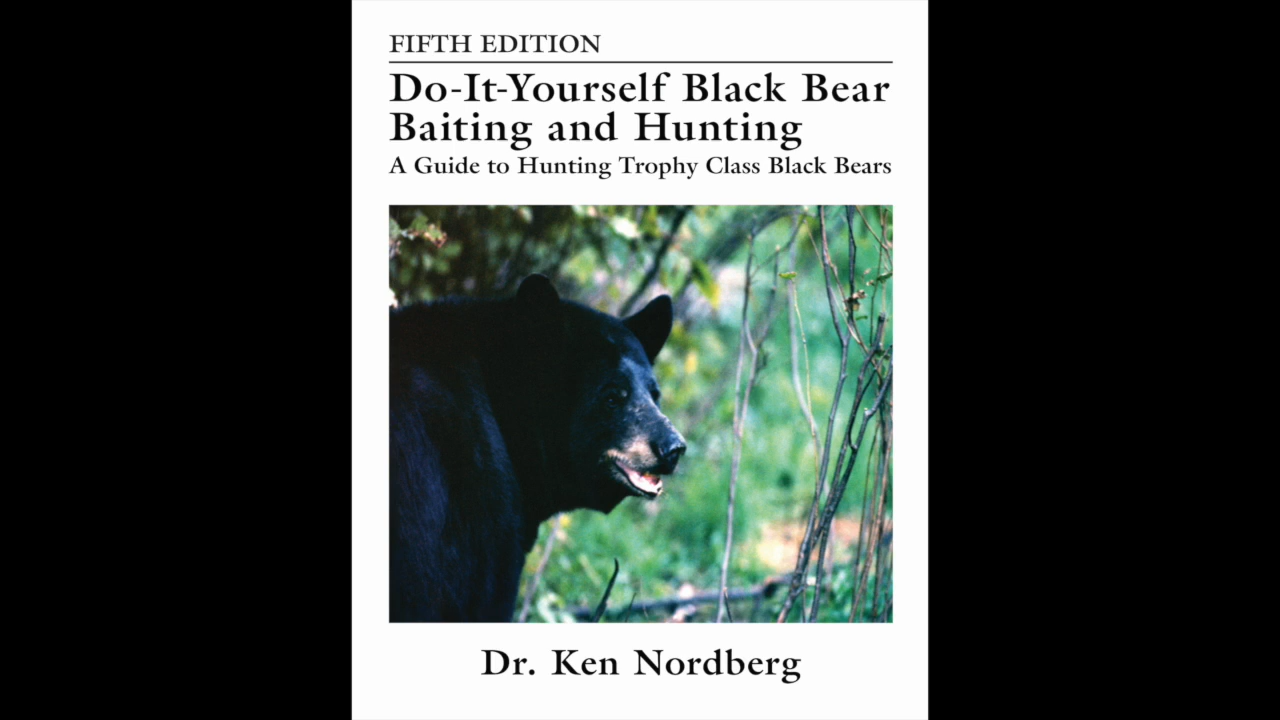 FIFTH EDITION
Do-It-Yourself Black Bear
Baiting and Hunting
A Guide to Hunting Trophy Class Black Bears
Dr. Ken Nordberg